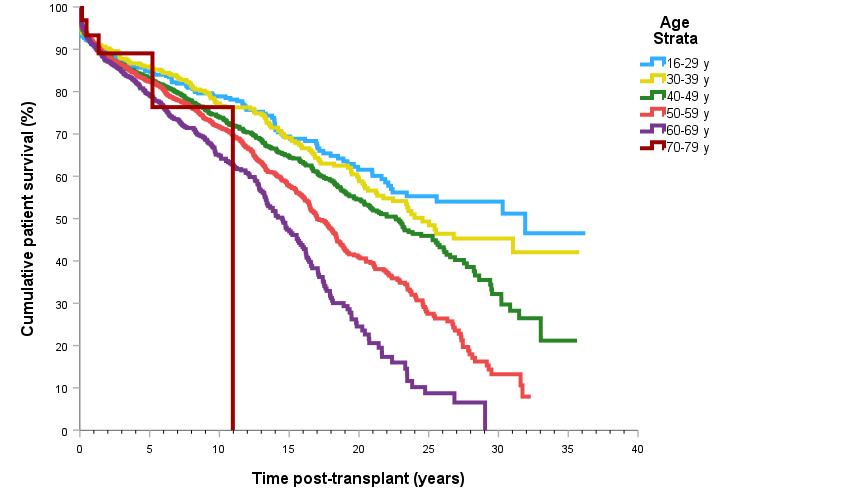 Age
Strata
16-29 y
30-39 y
40-49 y
50-59 y
60-69 y
70-79 y
Cumulative patient survival (%)
100
90
80
70
60
50
40
30
20
10
0
0 5 10 15 20 25 30 35 40
Time post-transplant (years)